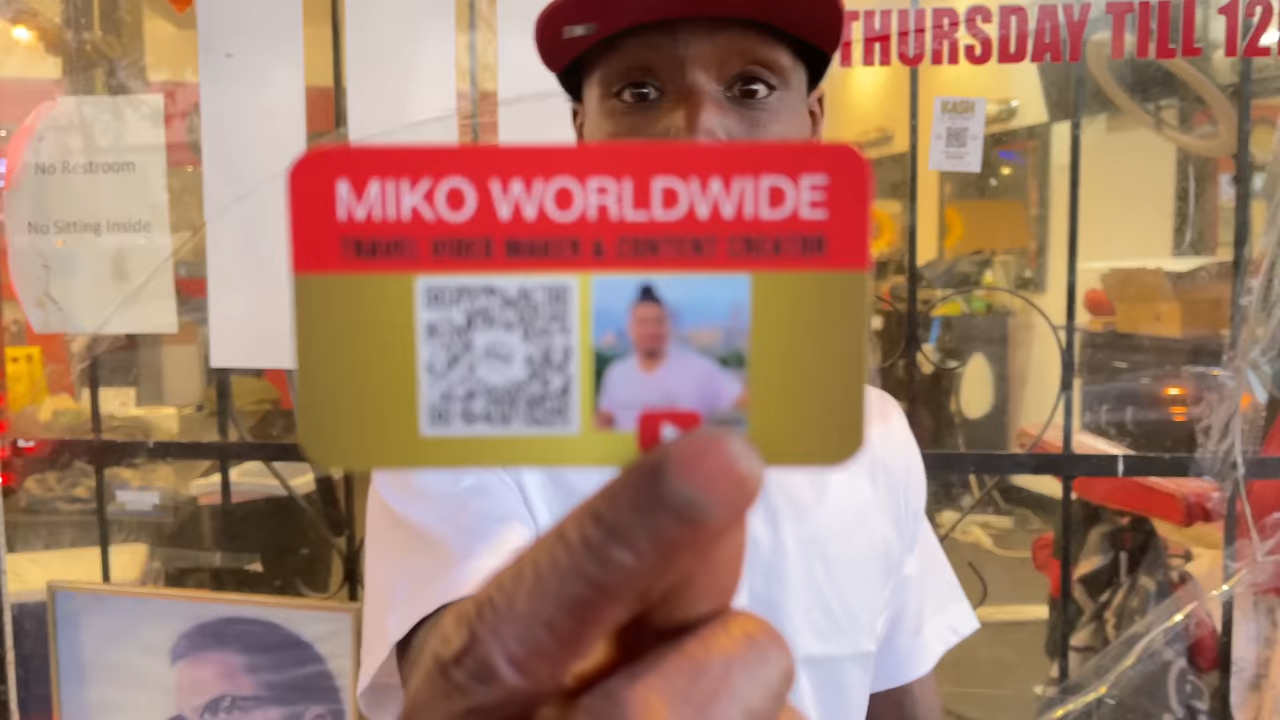 THURSDAY TILL 12
KASH
No Restroom
No Sitting Inside
MIKO WORLDWIDE
TRAVEL VIDEO MAKER & CONTENT CREATOR